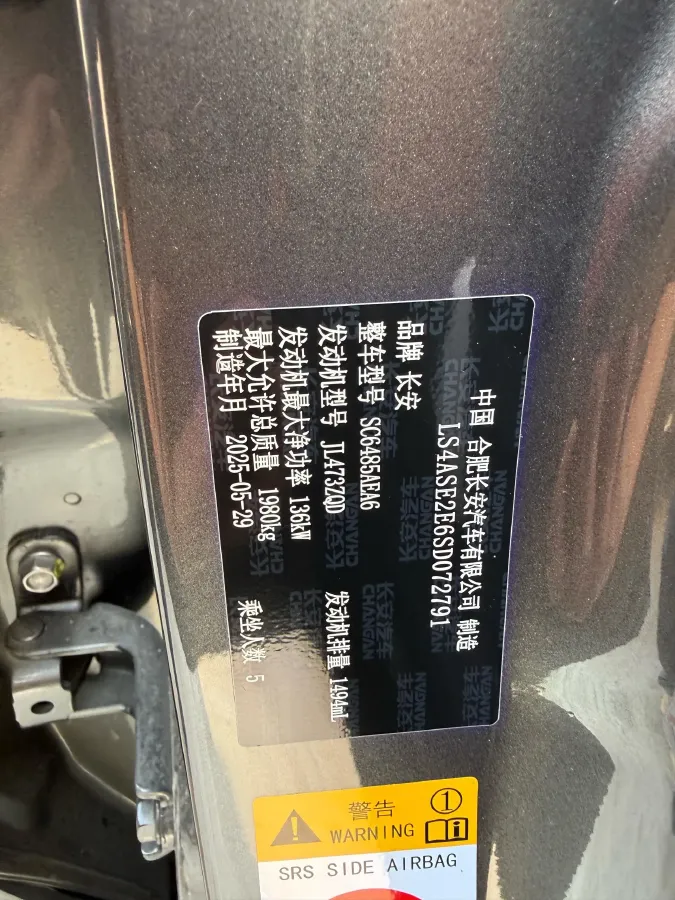 中国 合肥长安汽车有限公司 制造
LS4ASE2E6SD072791
品牌 长安
整车型号 SC6485AEA6
发动机型号 JL473ZQD 发动机排量 1494mL
发动机最大净功率 136kW
最大允许总质量 1980kg
制造年月 2025-05-29 乘坐人数 5
警告
WARNING
①
SRS SIDE AIRBAG